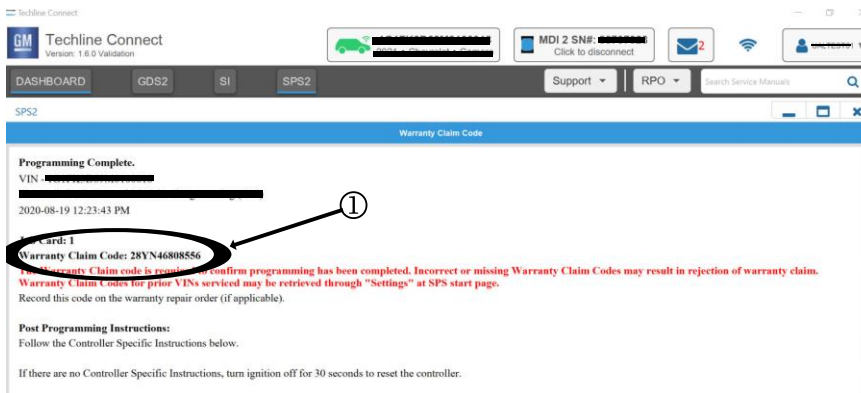 Techline Connect
GM Techline Connect
Version: 1.6.0 Validation
MDI 2 SN#:
Click to disconnect
2
DASHBOARD GDS2 SI SPS2 Support RPO Search Service Manuals
SPS2
Warranty Claim Code
Programming Complete.
VIN -
2020-08-19 12:23:43 PM
①
Card: 1
Warranty Claim Code: 28YN46808556
The Warranty Claim code is required to confirm programming has been completed. Incorrect or missing Warranty Claim Codes may result in rejection of warranty claim.
Warranty Claim Codes for prior VINs serviced may be retrieved through "Settings" at SPS start page.
Record this code on the warranty repair order (if applicable).
Post Programming Instructions:
Follow the Controller Specific Instructions below.
If there are no Controller Specific Instructions, turn ignition off for 30 seconds to reset the controller.